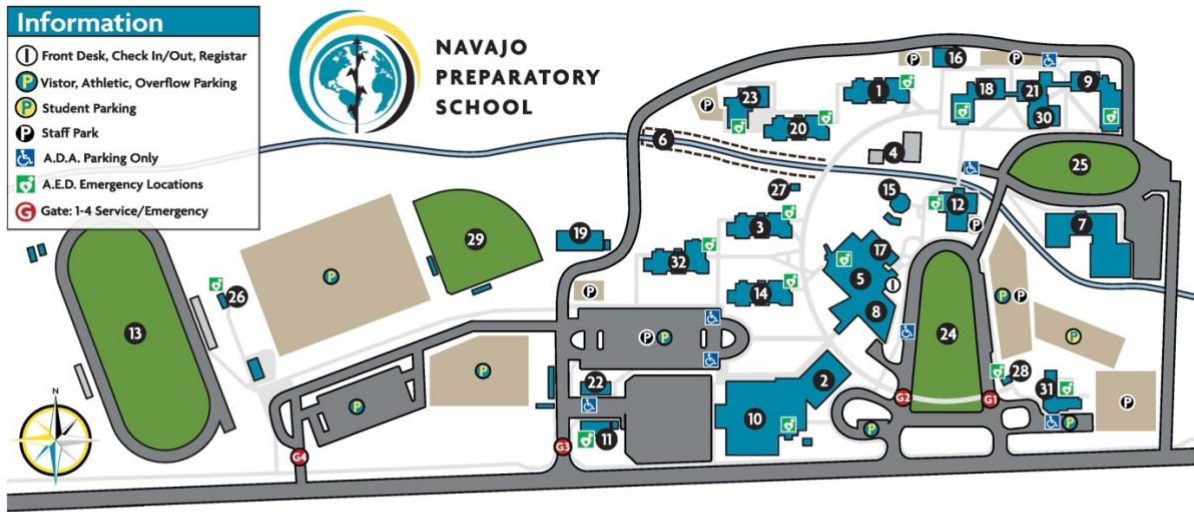 Information
I Front Desk, Check In/Out, Registar
P Vistor, Athletic, Overflow Parking
P Student Parking
P Staff Park
A.D.A. Parking Only
A.E.D. Emergency Locations
G Gate: 1-4 Service/Emergency
NAVAJO
PREPARATORY
SCHOOL
16
P
P
1
18
21
9
23
P
30
20
6
4
25
27
15
12
3
P
7
29
19
17
32
5
I
P
26
14
8
P
P
P
13
24
P
P
P
P
22
2
28
31
P
G2
G1
P
10
11
P
P
N
G4
G3